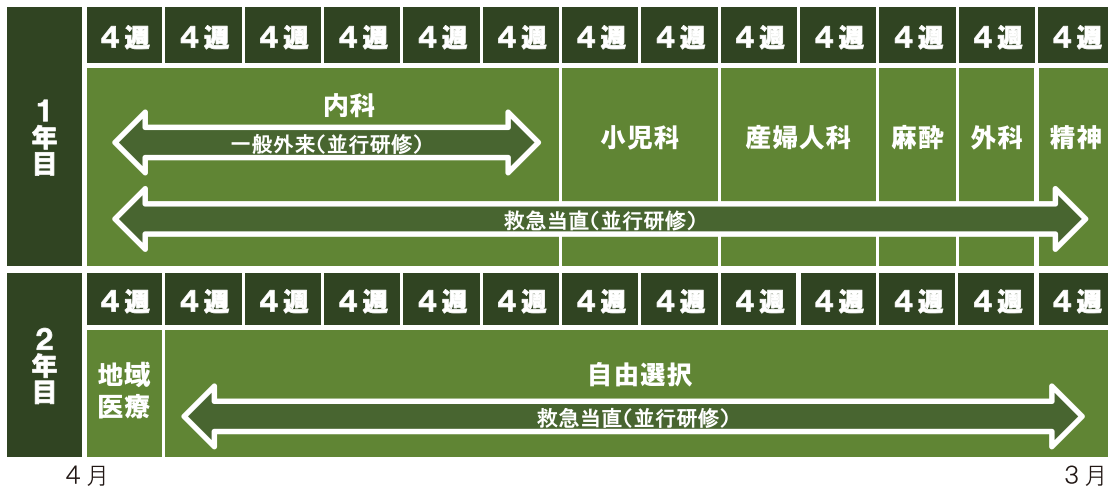 1年目
4週 4週 4週 4週 4週 4週 4週 4週 4週 4週 4週 4週 4週
内科
一般外来(並行研修)
小児科
産婦人科
麻酔
外科
精神
救急当直(並行研修)
2年目
4週 4週 4週 4週 4週 4週 4週 4週 4週 4週 4週 4週 4週
地域
医療
自由選択
救急当直(並行研修)
4月
3月